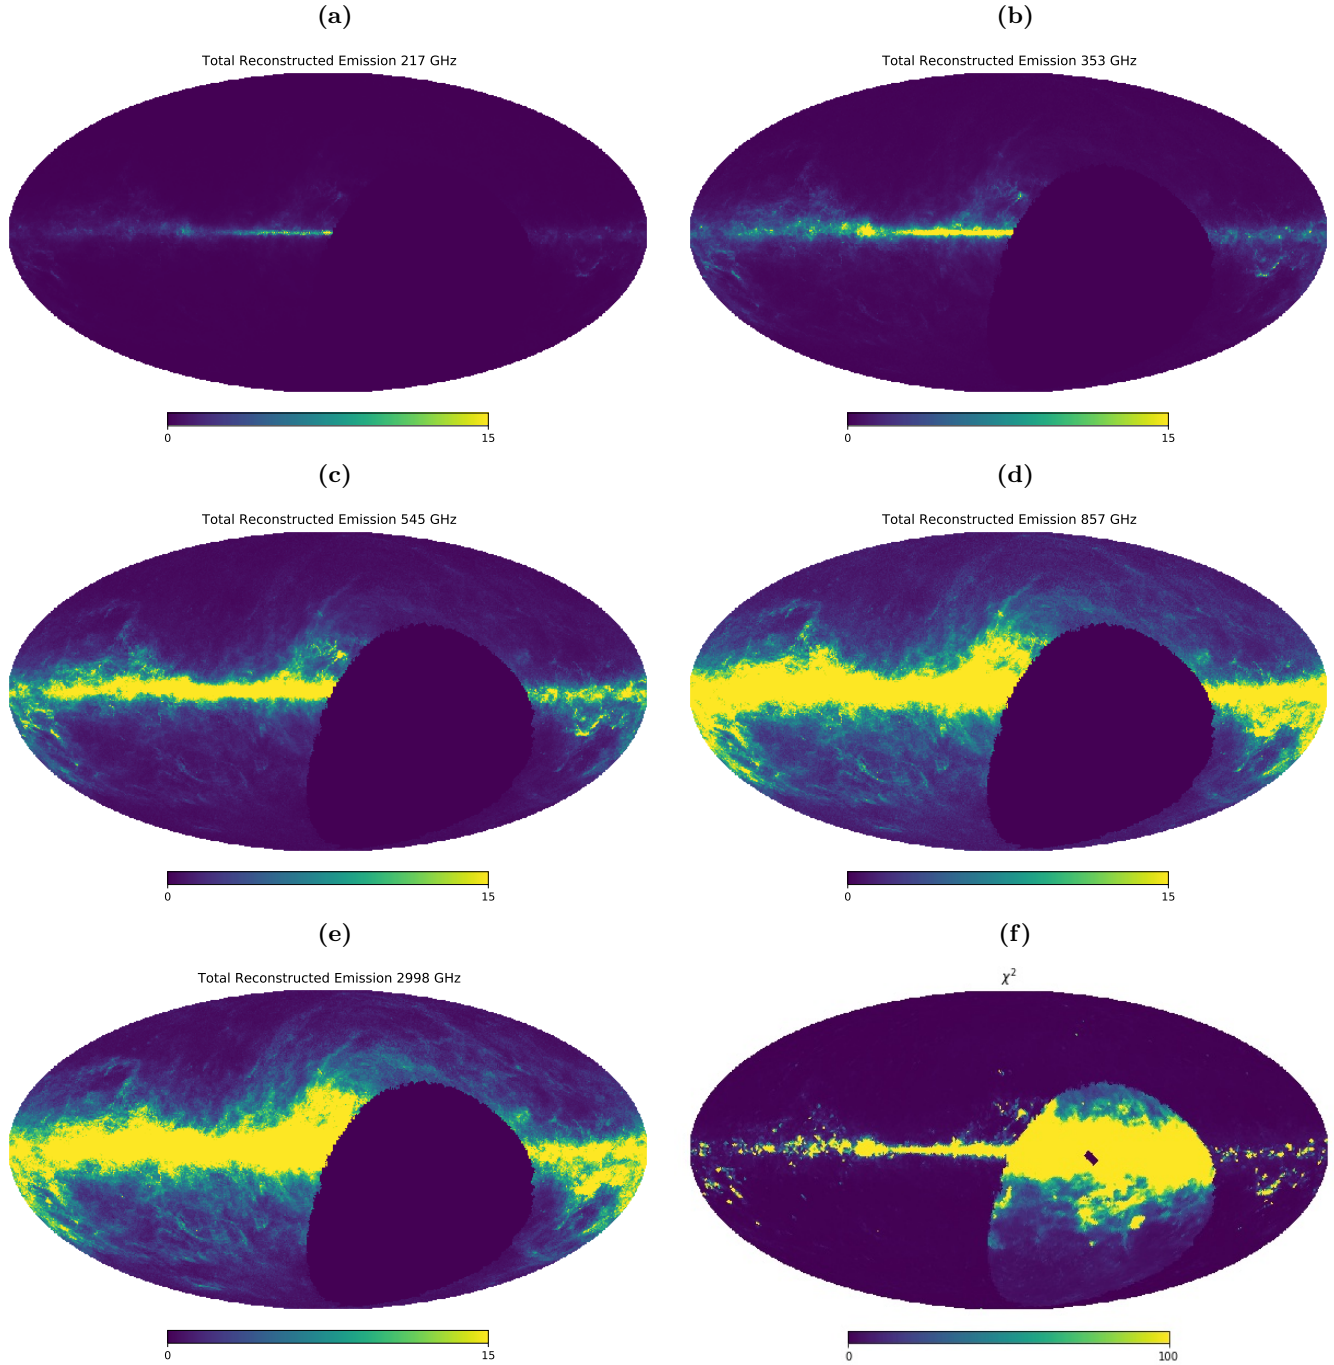 (a)
(b)
Total Reconstructed Emission 217 GHz
Total Reconstructed Emission 353 GHz
0
15
0
15
(c)
(d)
Total Reconstructed Emission 545 GHz
Total Reconstructed Emission 857 GHz
0
15
0
15
(e)
(f)
Total Reconstructed Emission 2998 GHz
χ²
0
15
0
100